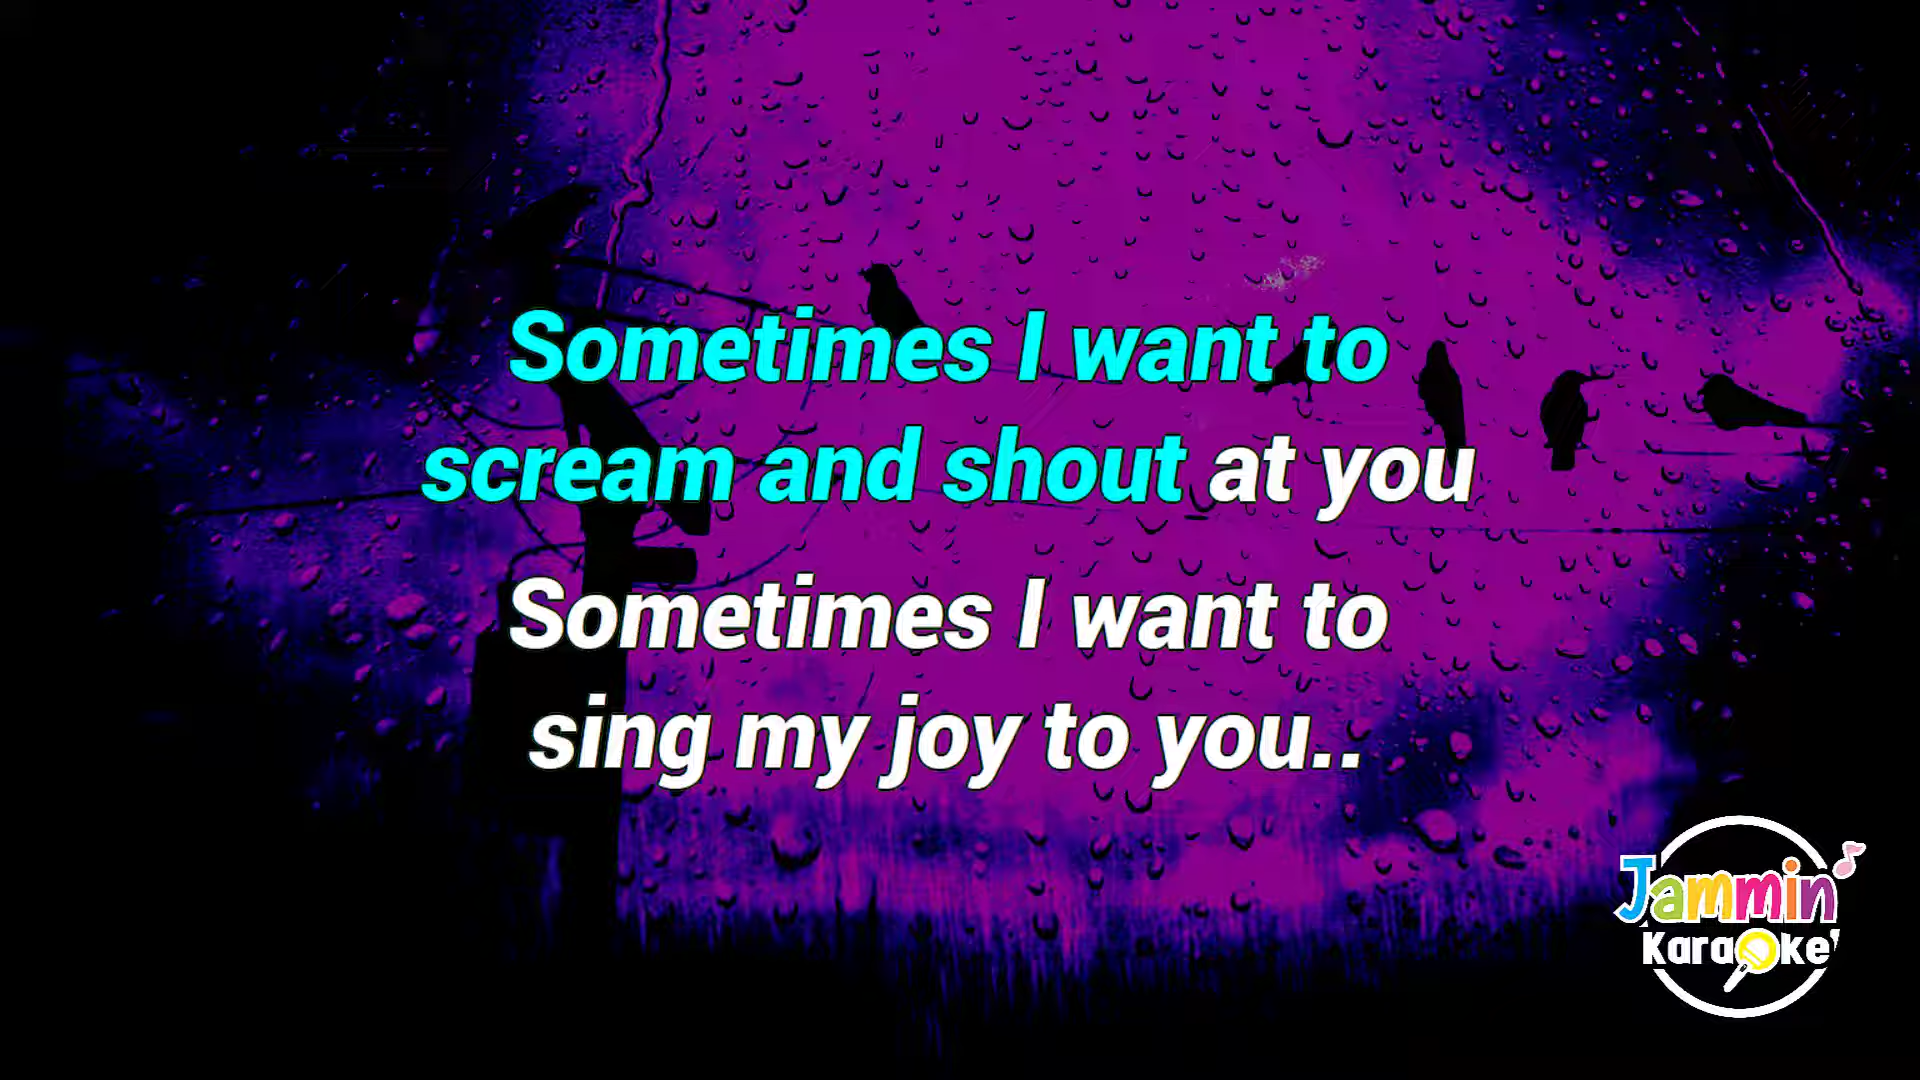 Sometimes I want to
scream and shout at you
Sometimes I want to
sing my joy to you..
Jammin'
Karaoke